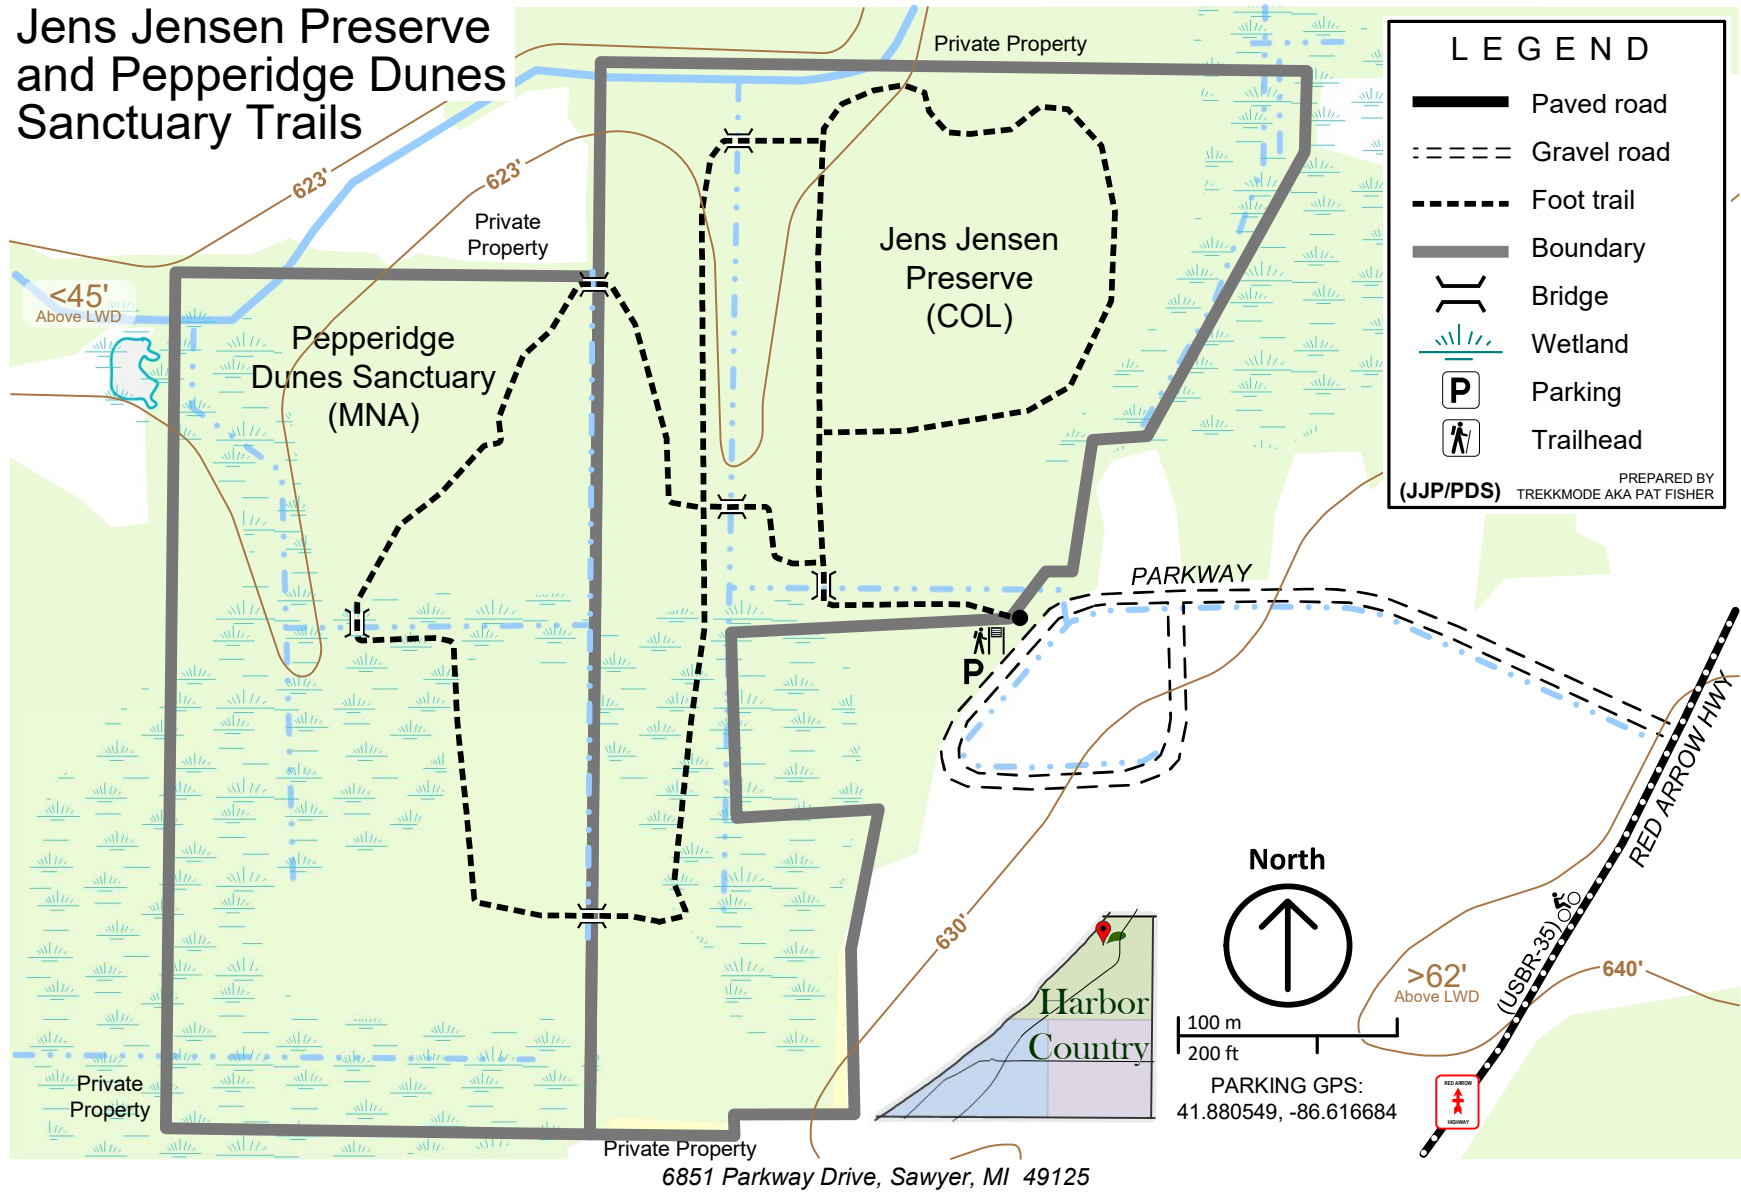 Jens Jensen Preserve
and Pepperidge Dunes
Sanctuary Trails
Private Property
LEGEND
Paved road
Gravel road
Foot trail
Boundary
Bridge
Wetland
P
Parking
Trailhead
(JJP/PDS)
PREPARED BY
TREKKMODE AKA PAT FISHER
623'
623'
Private
Property
<45'
Above LWD
Pepperidge
Dunes Sanctuary
(MNA)
Jens Jensen
Preserve
(COL)
PARKWAY
P
RED ARROW HWY
(USBR-35)
North
630'
>62'
Above LWD
640'
Harbor
Country
100 m
200 ft
PARKING GPS:
41.880549, -86.616684
RED ARROW
HIGHWAY
Private
Property
Private Property
6851 Parkway Drive, Sawyer, MI  49125